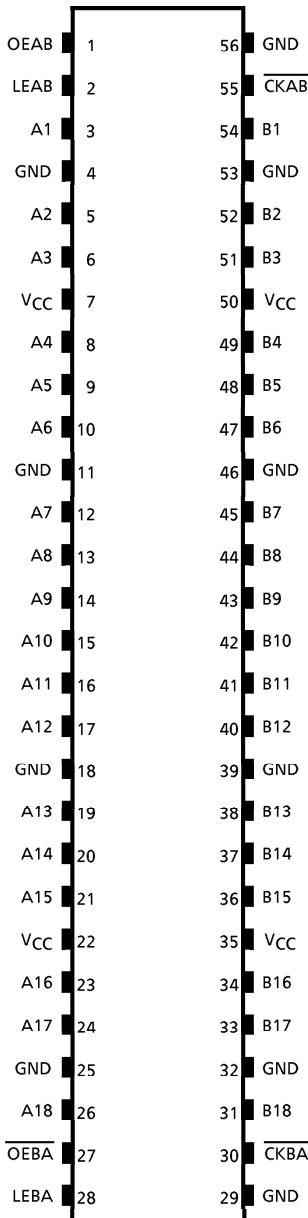 OEAB 1 56 GND
LEAB 2 55 CKAB
A1 3 54 B1
GND 4 53 GND
A2 5 52 B2
A3 6 51 B3
VCC 7 50 VCC
A4 8 49 B4
A5 9 48 B5
A6 10 47 B6
GND 11 46 GND
A7 12 45 B7
A8 13 44 B8
A9 14 43 B9
A10 15 42 B10
A11 16 41 B11
A12 17 40 B12
GND 18 39 GND
A13 19 38 B13
A14 20 37 B14
A15 21 36 B15
VCC 22 35 VCC
A16 23 34 B16
A17 24 33 B17
GND 25 32 GND
A18 26 31 B18
OEBA 27 30 CKBA
LEBA 28 29 GND